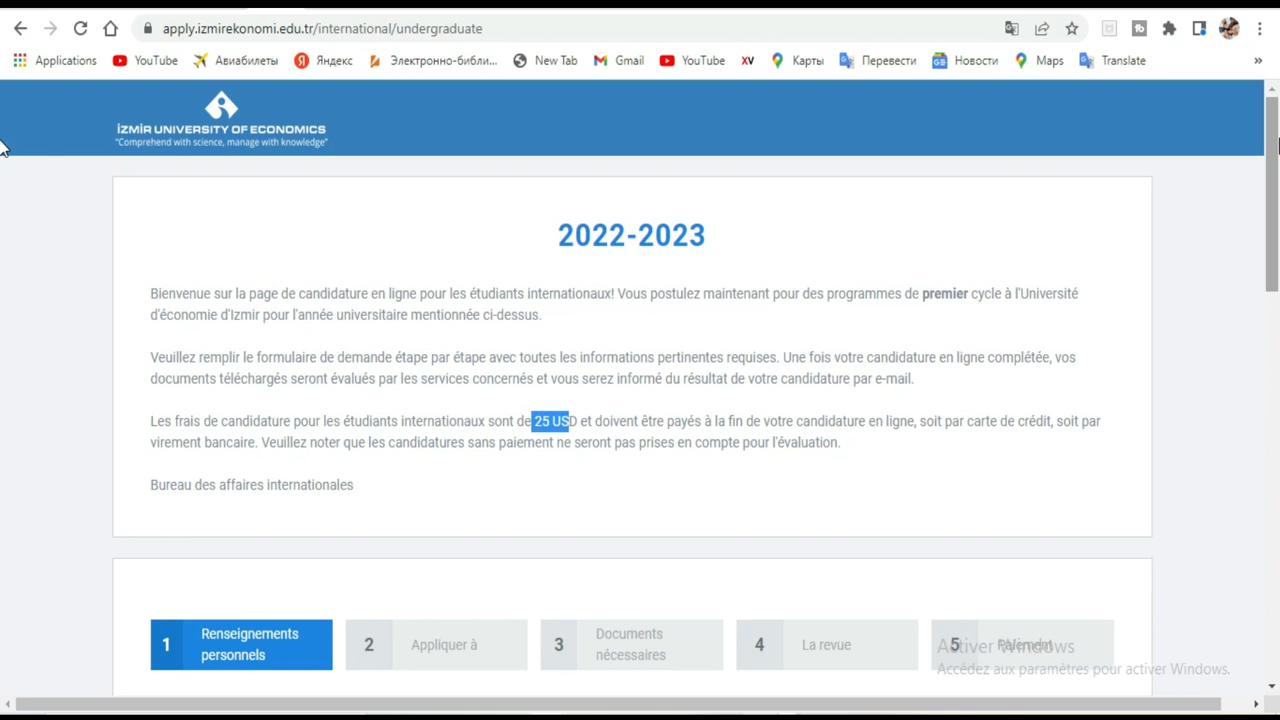 apply.izmirekonomi.edu.tr/international/undergraduate
Applications YouTube Авиабилеты Яндекс Электронно-библи... New Tab Gmail YouTube XV Карты Перевести Новости Maps Translate »
İZMİR UNIVERSITY OF ECONOMICS
"Comprehend with science, manage with knowledge"
2022-2023
Bienvenue sur la page de candidature en ligne pour les étudiants internationaux! Vous postulez maintenant pour des programmes de premier cycle à l'Université
d'économie d'Izmir pour l'année universitaire mentionnée ci-dessus.
Veuillez remplir le formulaire de demande étape par étape avec toutes les informations pertinentes requises. Une fois votre candidature en ligne complétée, vos
documents téléchargés seront évalués par les services concernés et vous serez informé du résultat de votre candidature par e-mail.
Les frais de candidature pour les étudiants internationaux sont de 25 USD et doivent être payés à la fin de votre candidature en ligne, soit par carte de crédit, soit par
virement bancaire. Veuillez noter que les candidatures sans paiement ne seront pas prises en compte pour l'évaluation.
Bureau des affaires internationales
1 Renseignements
personnels
2 Appliquer à
3 Documents
nécessaires
4 La revue
5 Paiement
Activer Windows
Accédez aux paramètres pour activer Windows.